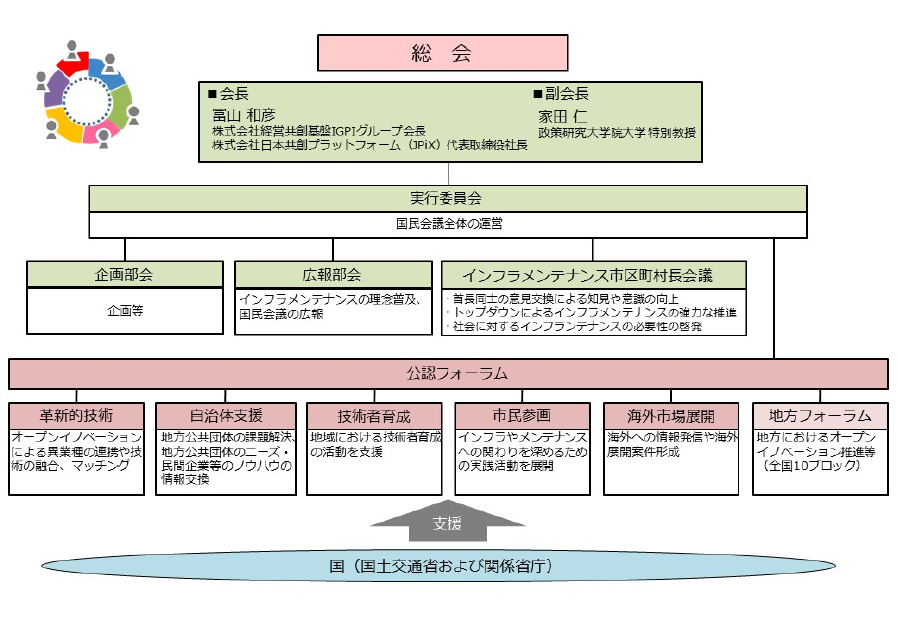 総 会
■会長
冨山 和彦
株式会社経営共創基盤IGPIグループ会長
株式会社日本共創プラットフォーム（JPiX）代表取締役社長
■副会長
家田 仁
政策研究大学院大学 特別教授
実行委員会
国民会議全体の運営
企画部会
企画等
広報部会
インフラメンテナンスの理念普及、
国民会議の広報
インフラメンテナンス市区町村長会議
・首長同士の意見交換による知見や意識の向上
・トップダウンによるインフラメンテナンスの強力な推進
・社会に対するインフランテナンスの必要性の啓発
公認フォーラム
革新的技術
オープンイノベーション
による異業種の連携や技
術の融合、マッチング
自治体支援
地方公共団体の課題解決、
地方公共団体のニーズ・
民間企業等のノウハウの
情報交換
技術者育成
地域における技術者育成
の活動を支援
市民参画
インフラやメンテナンス
への関わりを深めるため
の実践活動を展開
海外市場展開
海外への情報発信や海外
展開案件形成
地方フォーラム
地方におけるオープン
イノベーション推進等
（全国10ブロック）
支援
国（国土交通省および関係省庁）